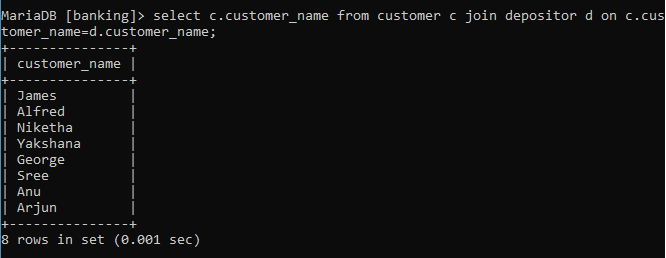 MariaDB [banking]> select c.customer_name from customer c join depositor d on c.cus
tomer_name=d.customer_name;
+---------------+
| customer_name |
+---------------+
| James         |
| Alfred        |
| Niketha       |
| Yakshana      |
| George        |
| Sree          |
| Anu           |
| Arjun         |
+---------------+
8 rows in set (0.001 sec)